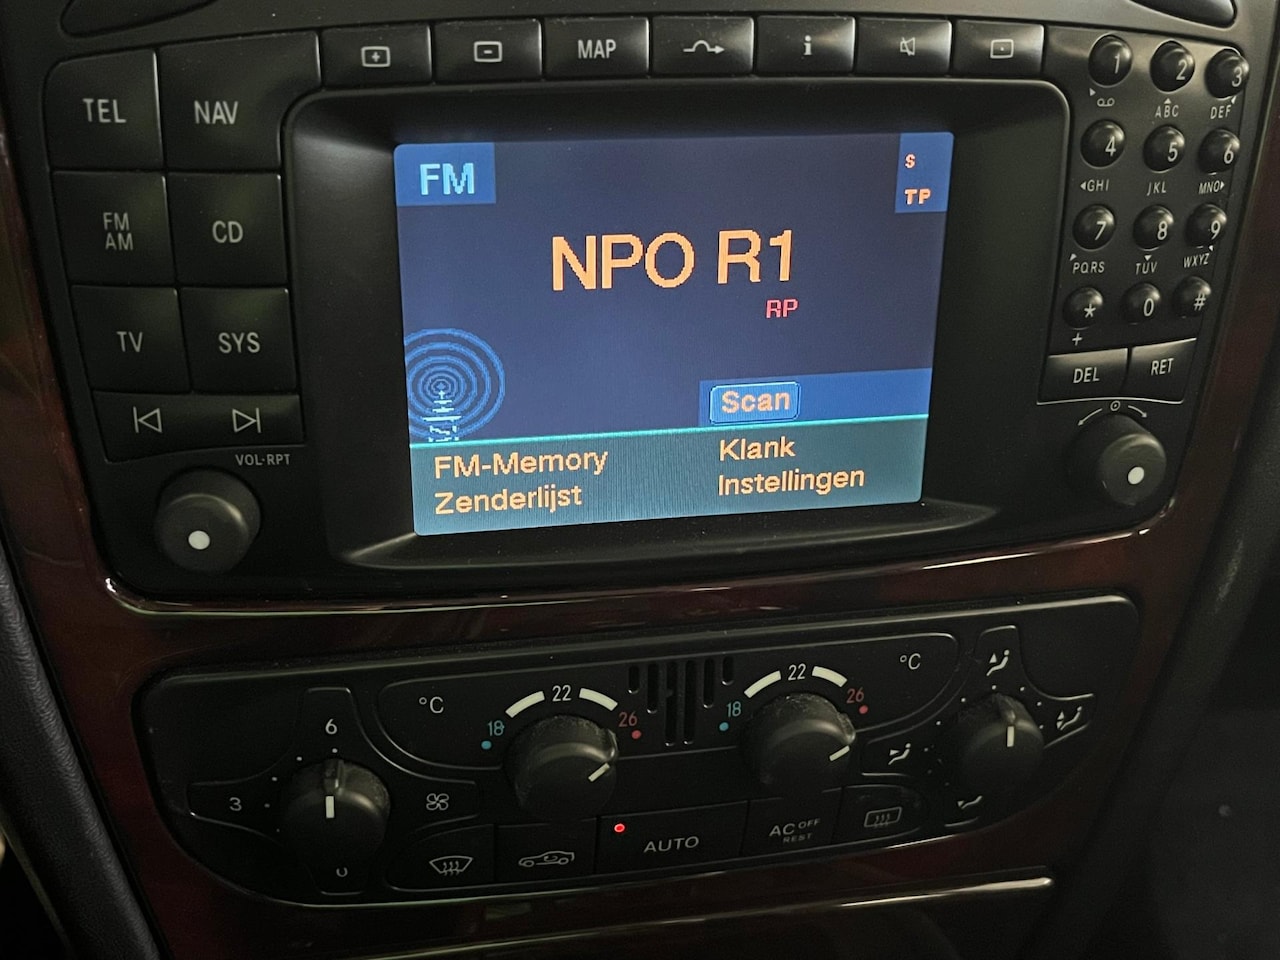 MAP
i
TEL
NAV
FM
AM
CD
TV
SYS
VOL·RPT
FM
S
TP
NPO R1
RP
Scan
FM-Memory
Klank
Zenderlijst
Instellingen
1
2
3
ABC
DEF
4
5
6
GHI
JKL
MNO
7
8
9
PQRS
TUV
WXYZ
*
0
#
+
DEL
RET
°C
22
18
26
22
18
26
°C
6
3
0
AUTO
AC OFF
REST